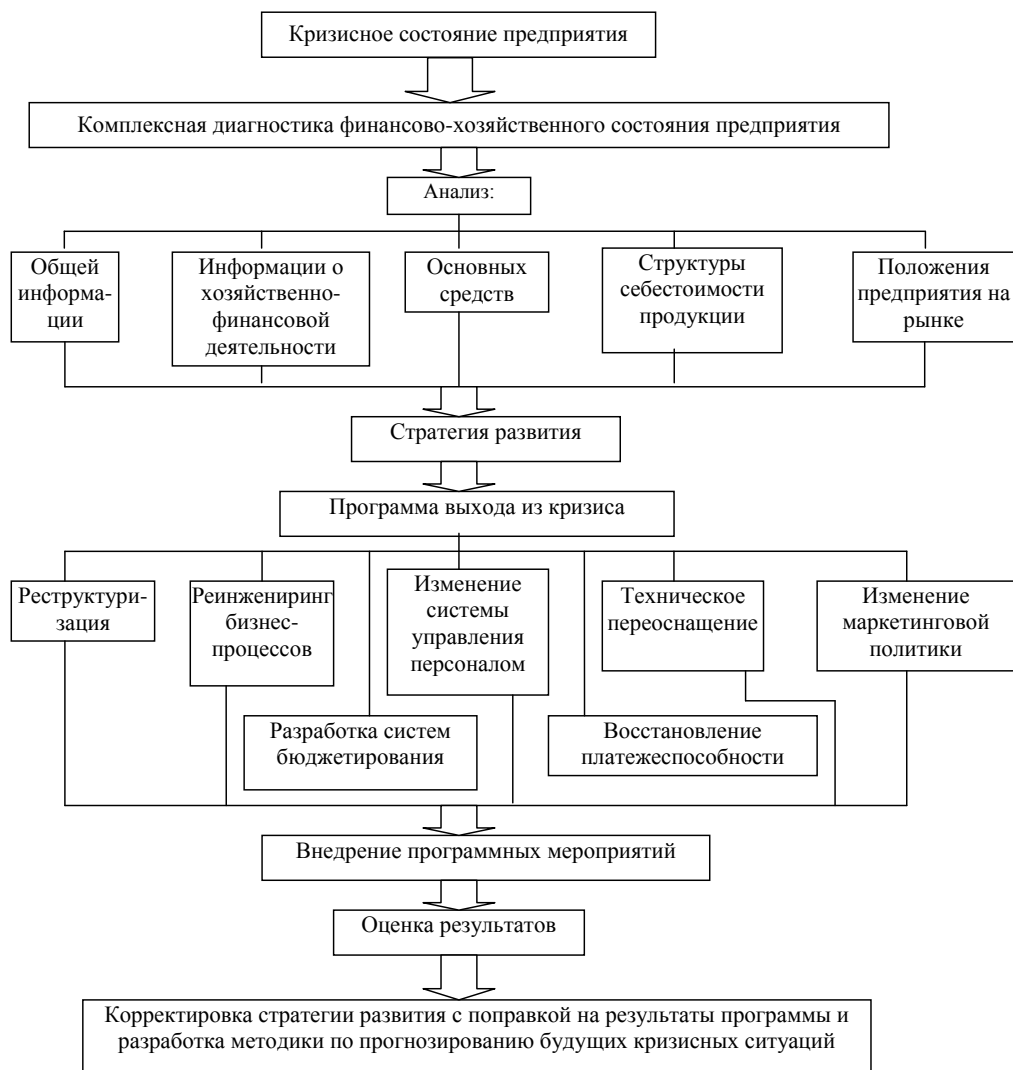 Кризисное состояние предприятия
Комплексная диагностика финансово-хозяйственного состояния предприятия
Анализ:
Общей
информа-
ции
Информации о
хозяйственно-
финансовой
деятельности
Основных
средств
Структуры
себестоимости
продукции
Положения
предприятия на
рынке
Стратегия развития
Программа выхода из кризиса
Реструктури-
зация
Реинжениринг
бизнес-
процессов
Изменение
системы
управления
персоналом
Техническое
переоснащение
Изменение
маркетинговой
политики
Разработка систем
бюджетирования
Восстановление
платежеспособности
Внедрение программных мероприятий
Оценка результатов
Корректировка стратегии развития с поправкой на результаты программы и
разработка методики по прогнозированию будущих кризисных ситуаций